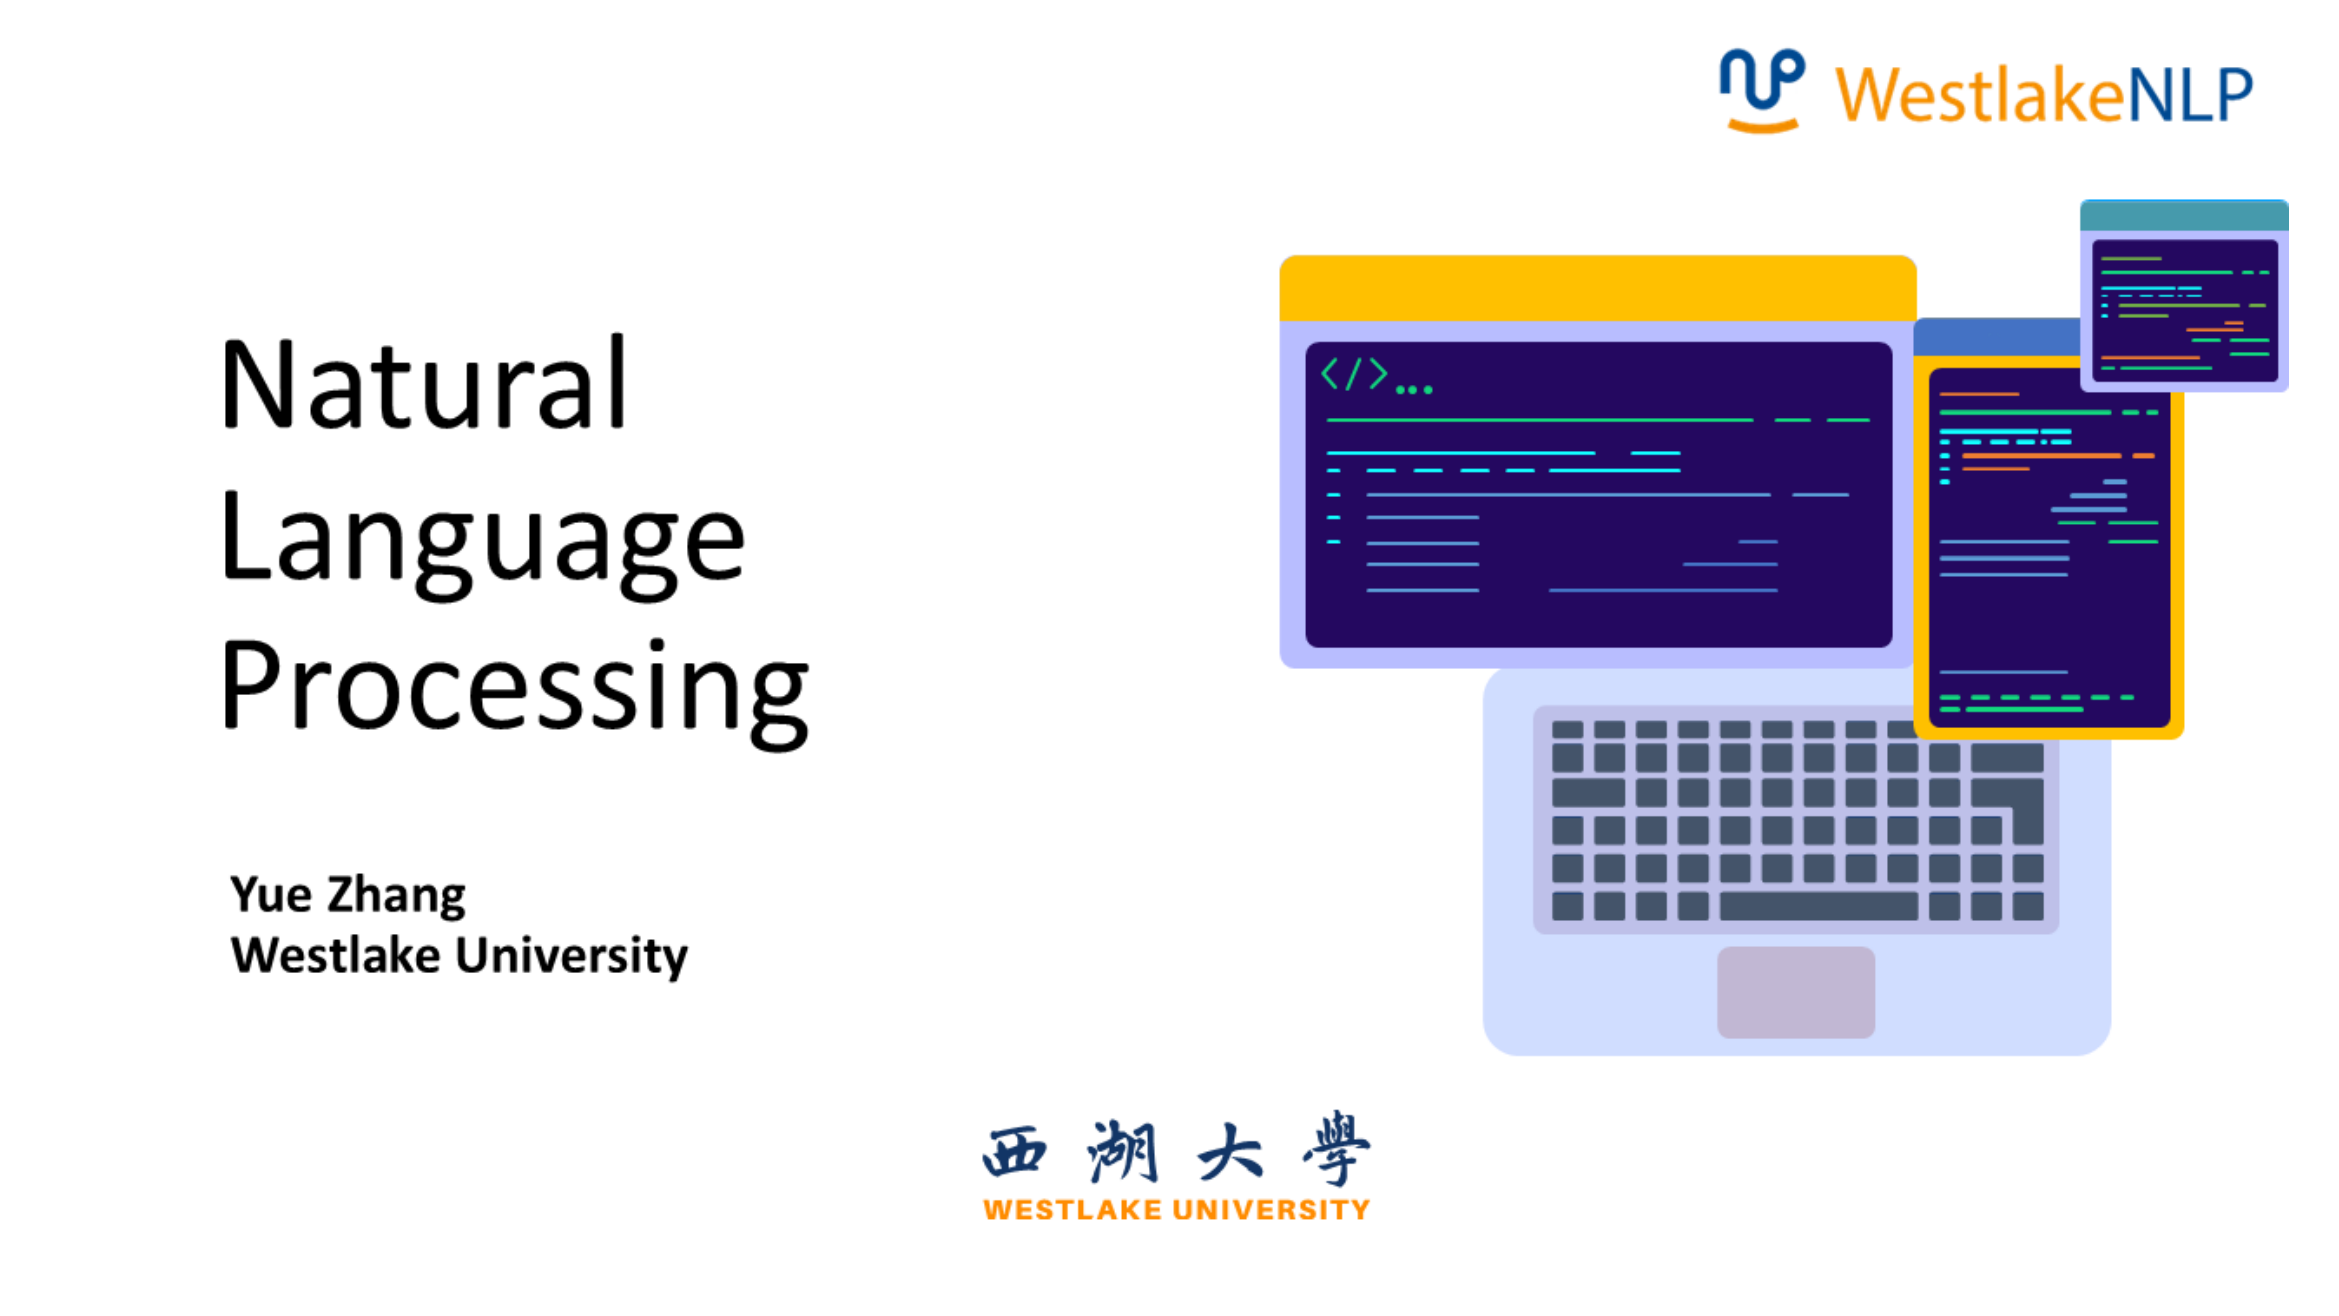 WestlakeNLP
Natural
Language
Processing
</>...
Yue Zhang
Westlake University
西湖大學
WESTLAKE UNIVERSITY